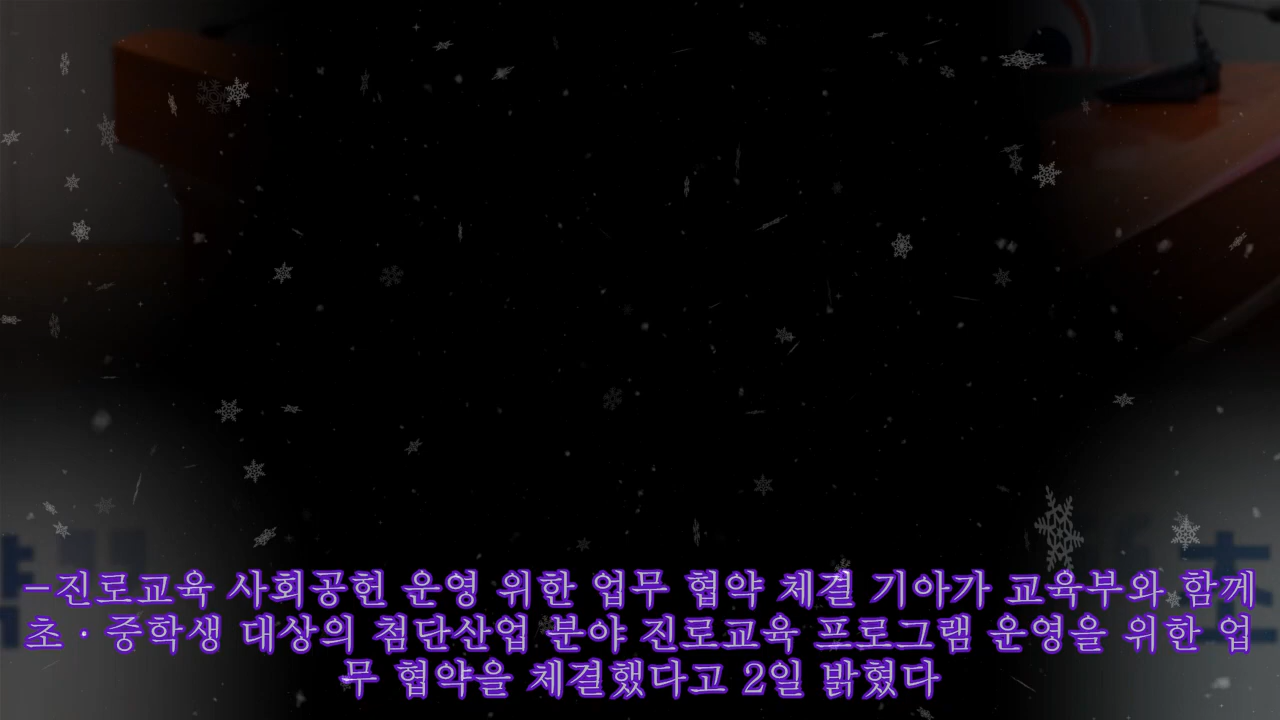 -진로교육 사회공헌 운영 위한 업무 협약 체결 기아가 교육부와 함께
초·중학생 대상의 첨단산업 분야 진로교육 프로그램 운영을 위한 업
무 협약을 체결했다고 2일 밝혔다